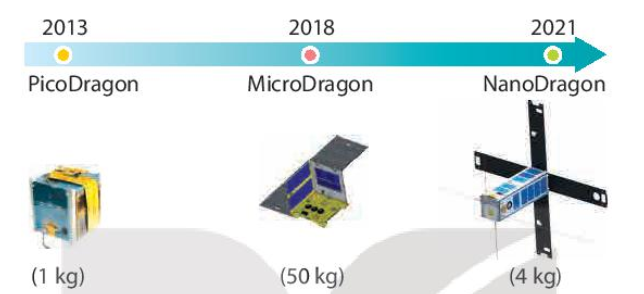 2013 2018 2021
PicoDragon MicroDragon NanoDragon
(1 kg) (50 kg) (4 kg)